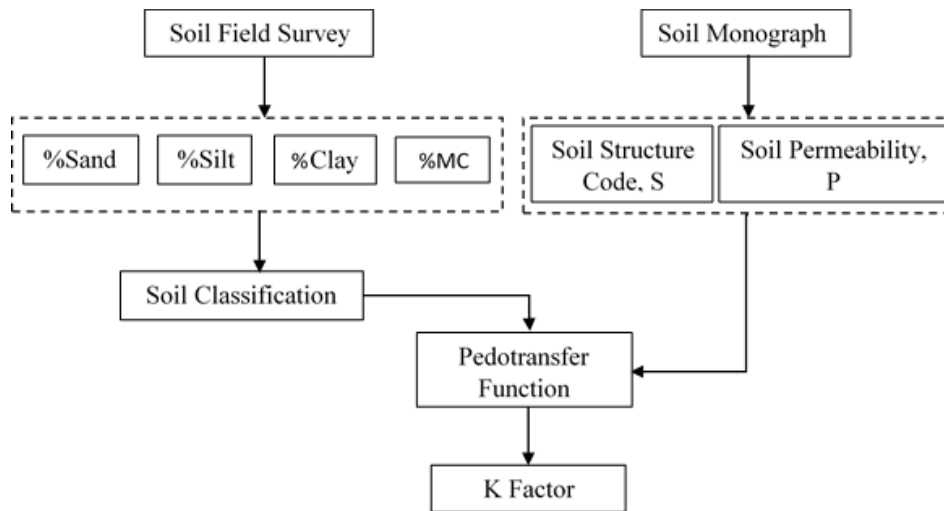 Soil Field Survey
Soil Monograph
%Sand
%Silt
%Clay
%MC
Soil Structure
Code, S
Soil Permeability,
P
Soil Classification
Pedotransfer
Function
K Factor